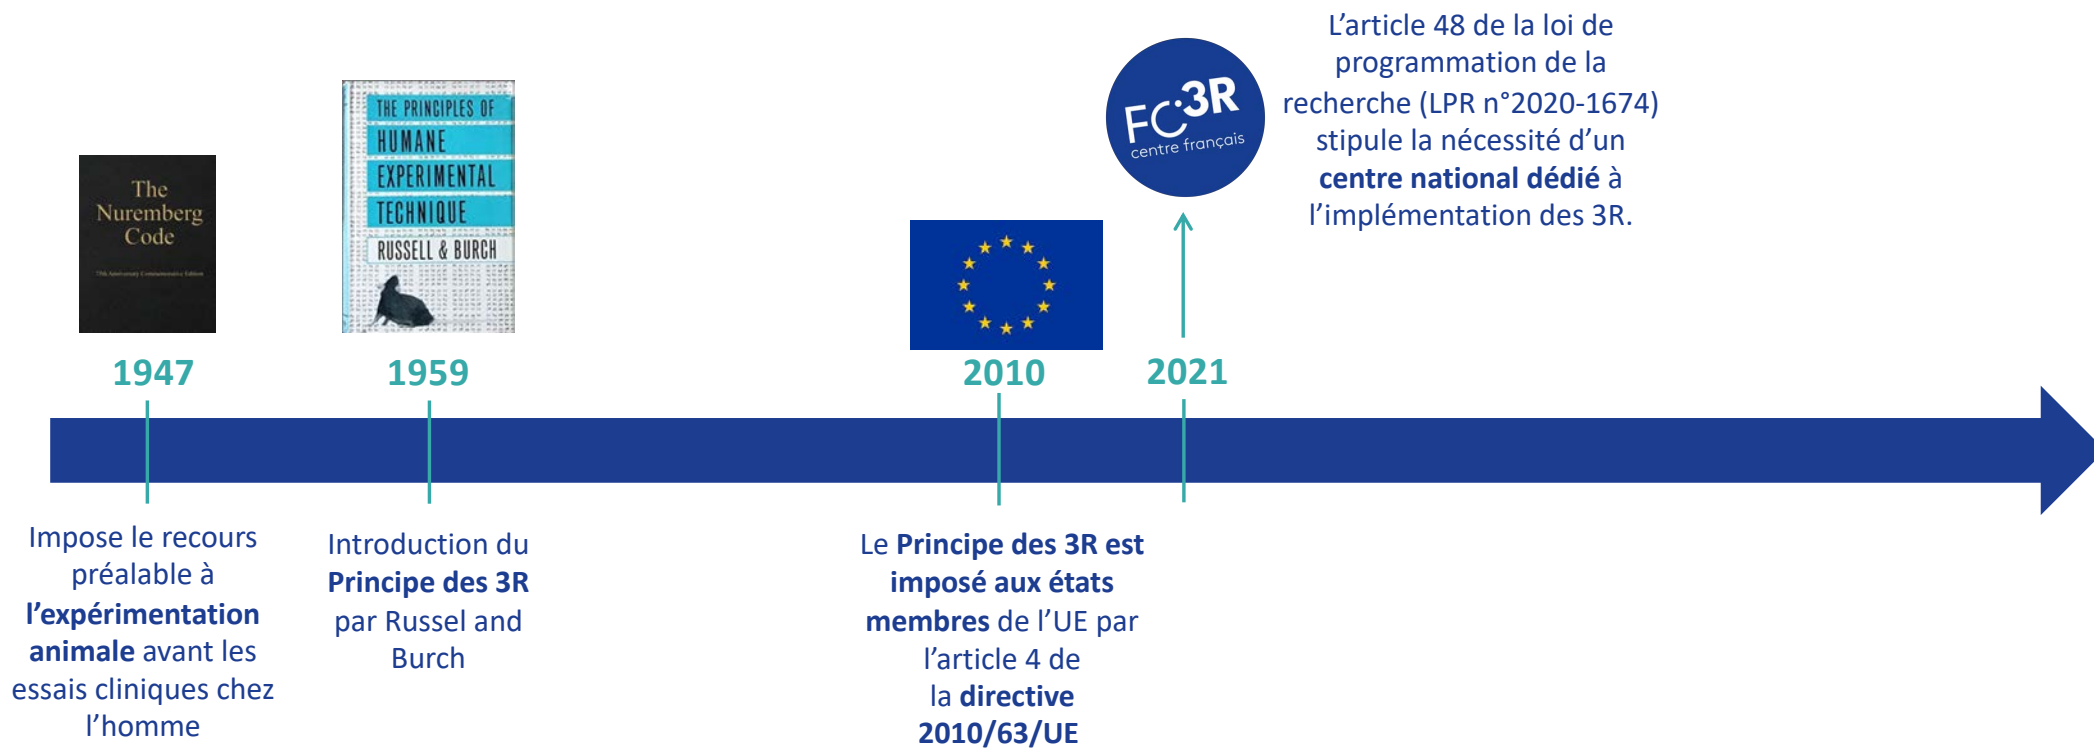 The
Nuremberg
Code
75th Anniversary Commemorative Edition
1947
Impose le recours
préalable à
l’expérimentation
animale avant les
essais cliniques chez
l’homme
THE PRINCIPLES OF
HUMANE
EXPERIMENTAL
TECHNIQUE
RUSSELL & BURCH
1959
Introduction du
Principe des 3R
par Russel and
Burch
2010
Le Principe des 3R est
imposé aux états
membres de l’UE par
l’article 4 de
la directive
2010/63/UE
FC3R
centre français
2021
L’article 48 de la loi de
programmation de la
recherche (LPR n°2020-1674)
stipule la nécessité d’un
centre national dédié à
l’implémentation des 3R.